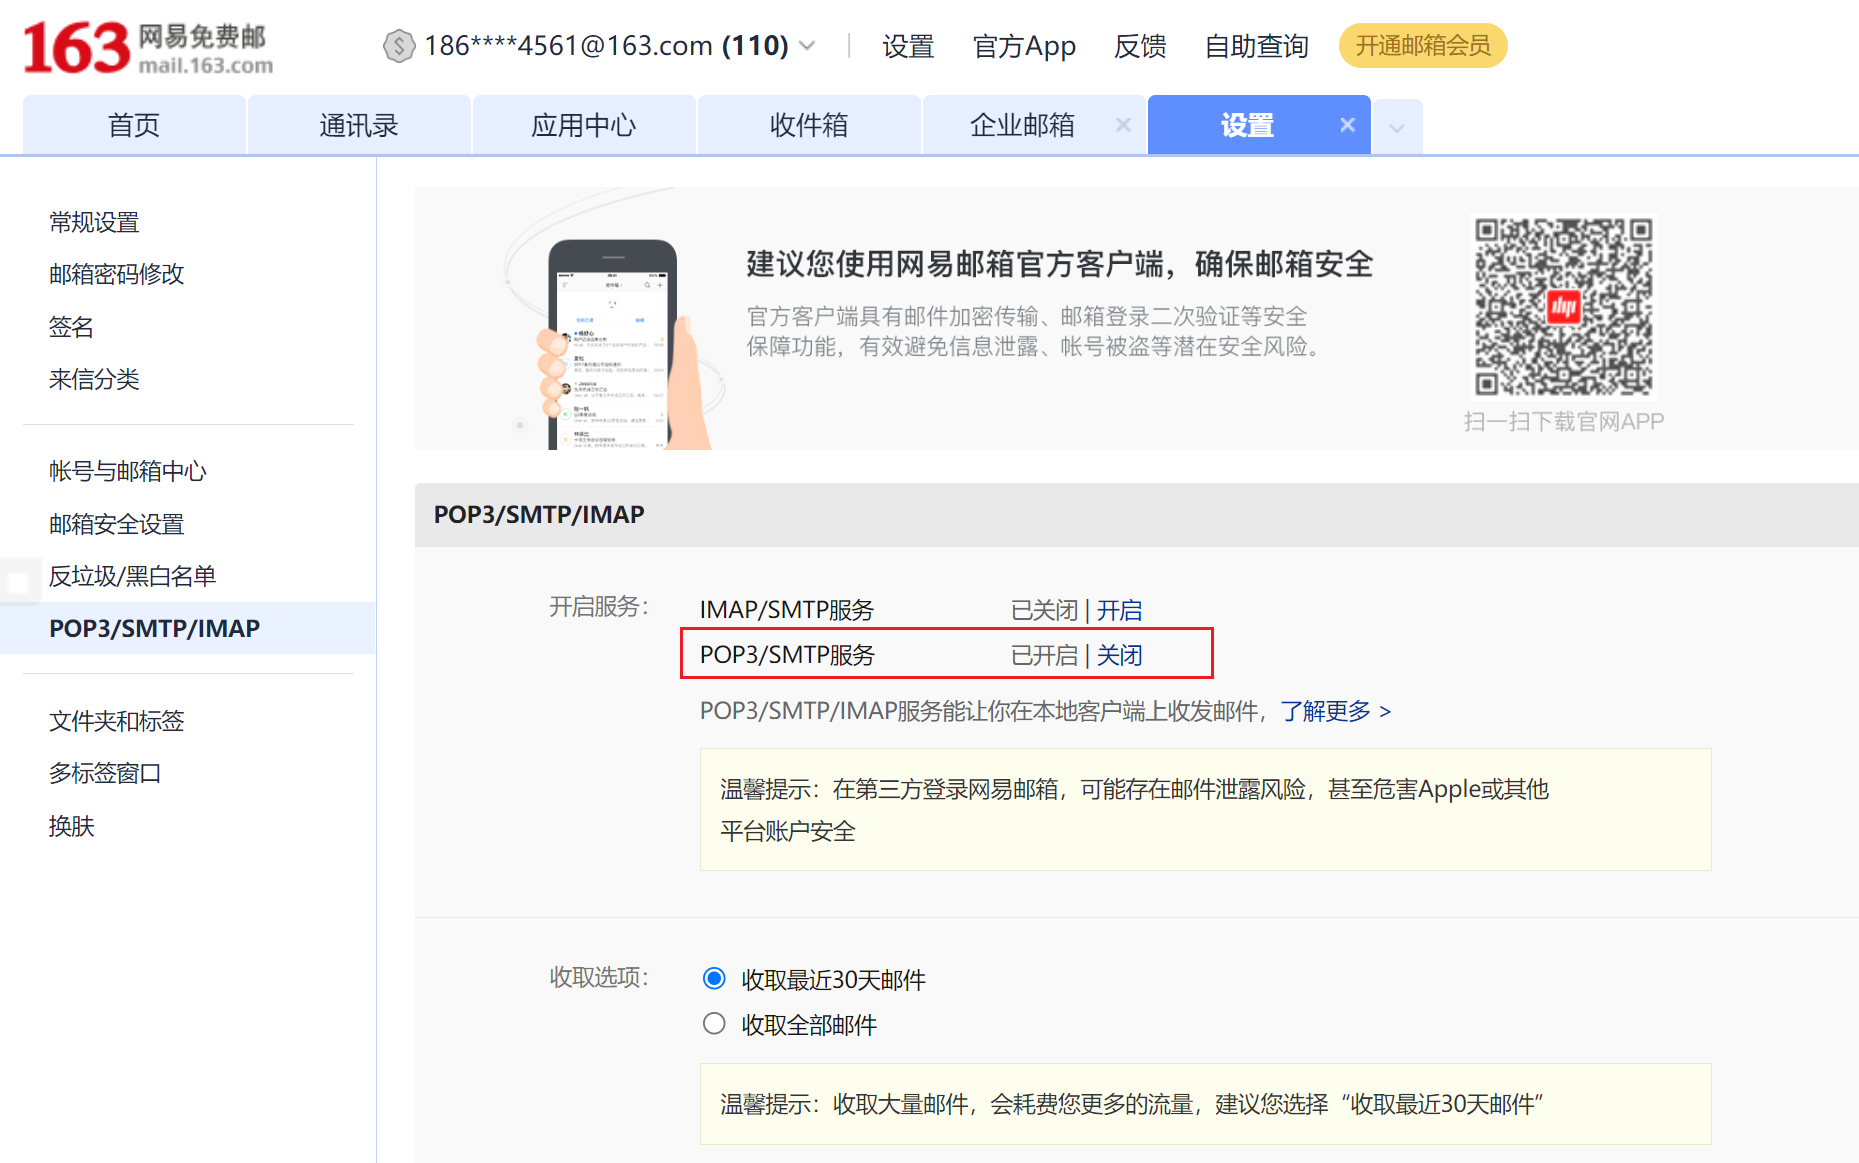 163 网易免费邮
mail.163.com
186****4561@163.com (110)
设置
官方App
反馈
自助查询
开通邮箱会员
首页
通讯录
应用中心
收件箱
企业邮箱
设置
常规设置
邮箱密码修改
签名
来信分类
帐号与邮箱中心
邮箱安全设置
反垃圾/黑白名单
POP3/SMTP/IMAP
文件夹和标签
多标签窗口
换肤
建议您使用网易邮箱官方客户端，确保邮箱安全
官方客户端具有邮件加密传输、邮箱登录二次验证等安全
保障功能，有效避免信息泄露、帐号被盗等潜在安全风险。
扫一扫下载官网APP
POP3/SMTP/IMAP
开启服务：
IMAP/SMTP服务 已关闭 | 开启
POP3/SMTP服务 已开启 | 关闭
POP3/SMTP/IMAP服务能让你在本地客户端上收发邮件，了解更多 >
温馨提示：在第三方登录网易邮箱，可能存在邮件泄露风险，甚至危害Apple或其他
平台账户安全
收取选项：
收取最近30天邮件
收取全部邮件
温馨提示：收取大量邮件，会耗费您更多的流量，建议您选择“收取最近30天邮件”